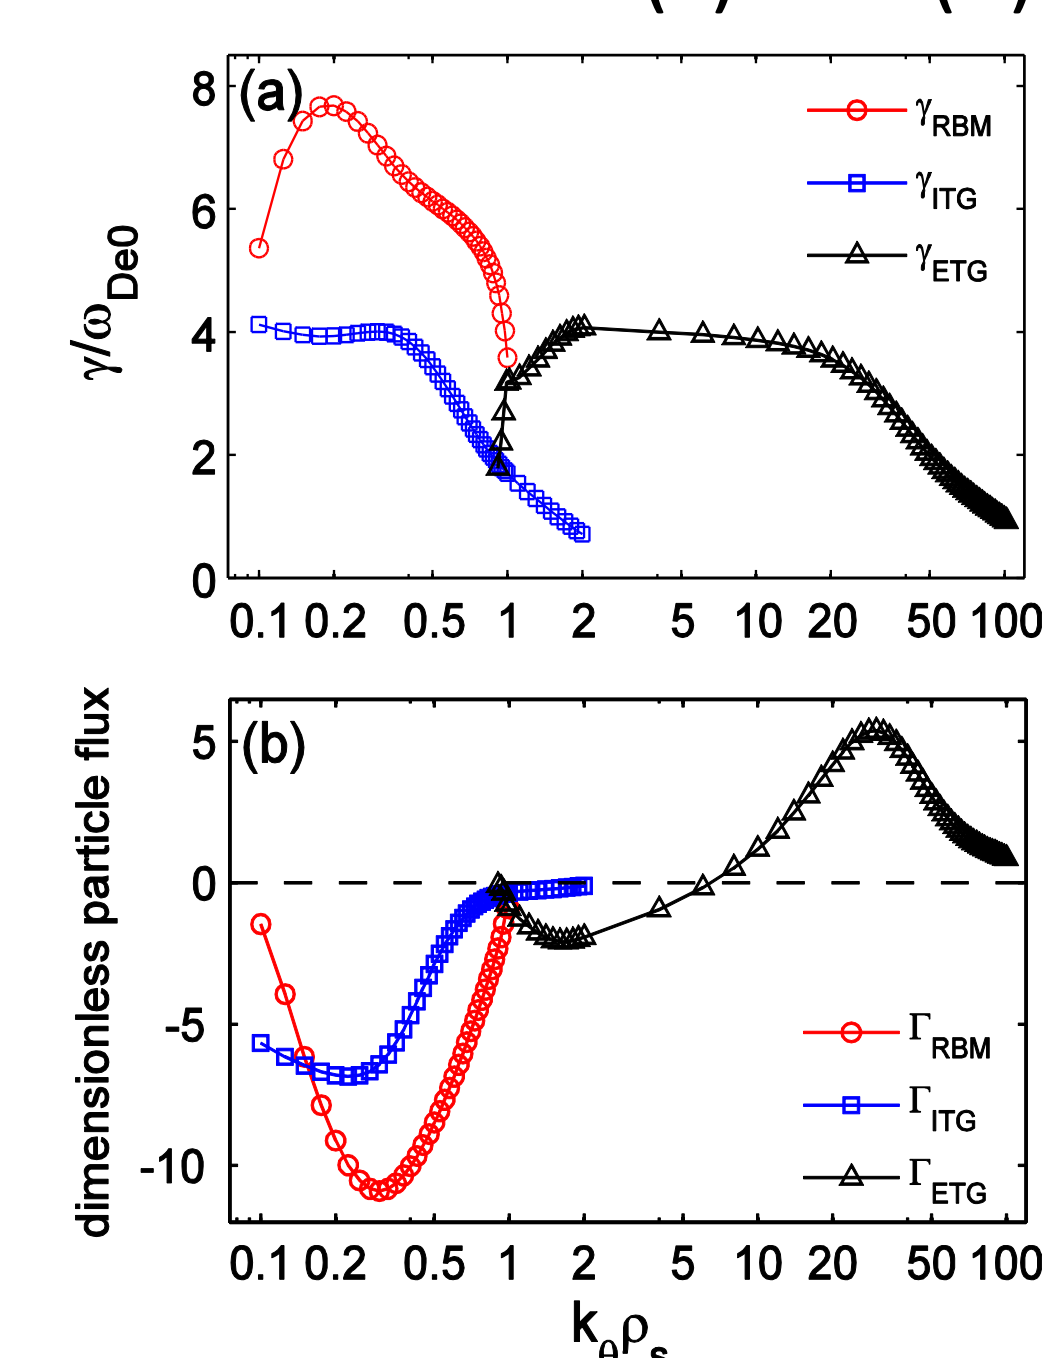 (a)
γ_RBM
γ_ITG
γ_ETG
γ/ω_De0
8
6
4
2
0
0.1 0.2 0.5 1 2 5 10 20 50 100
(b)
dimensionless particle flux
5
0
-5
-10
Γ_RBM
Γ_ITG
Γ_ETG
0.1 0.2 0.5 1 2 5 10 20 50 100
k_θρ_s